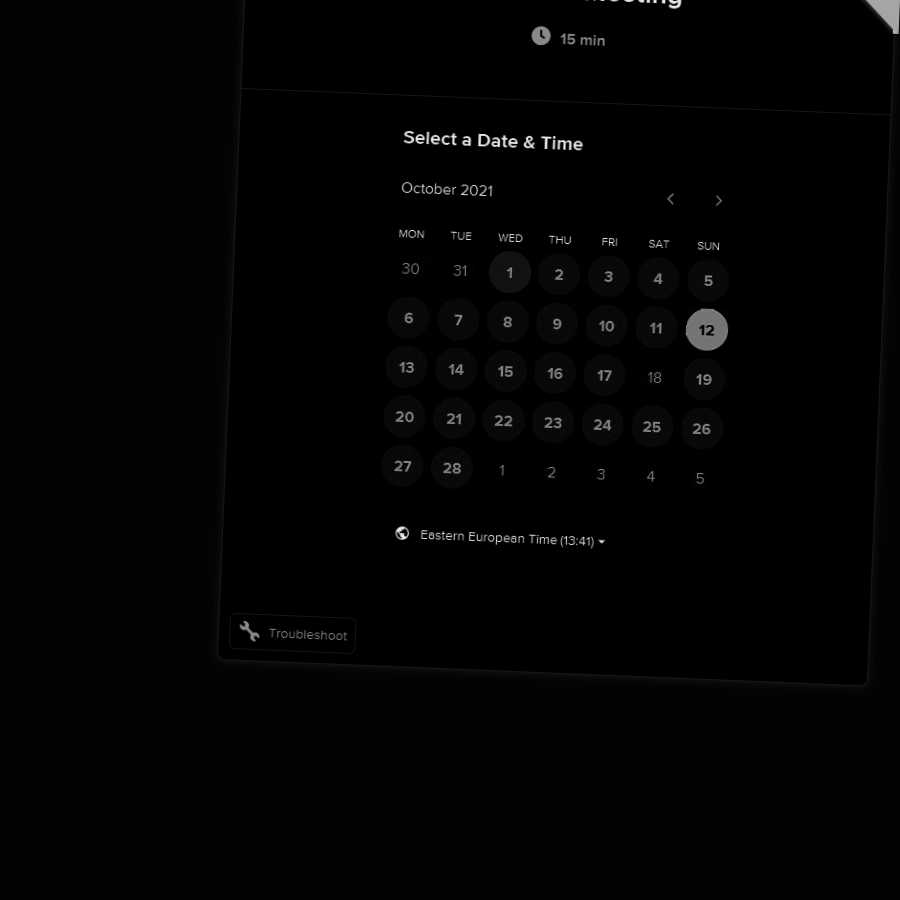 15 min
Select a Date & Time
October 2021
MON TUE WED THU FRI SAT SUN
30 31 1 2 3 4 5
6 7 8 9 10 11 12
13 14 15 16 17 18 19
20 21 22 23 24 25 26
27 28 1 2 3 4 5
Eastern European Time (13:41)
Troubleshoot